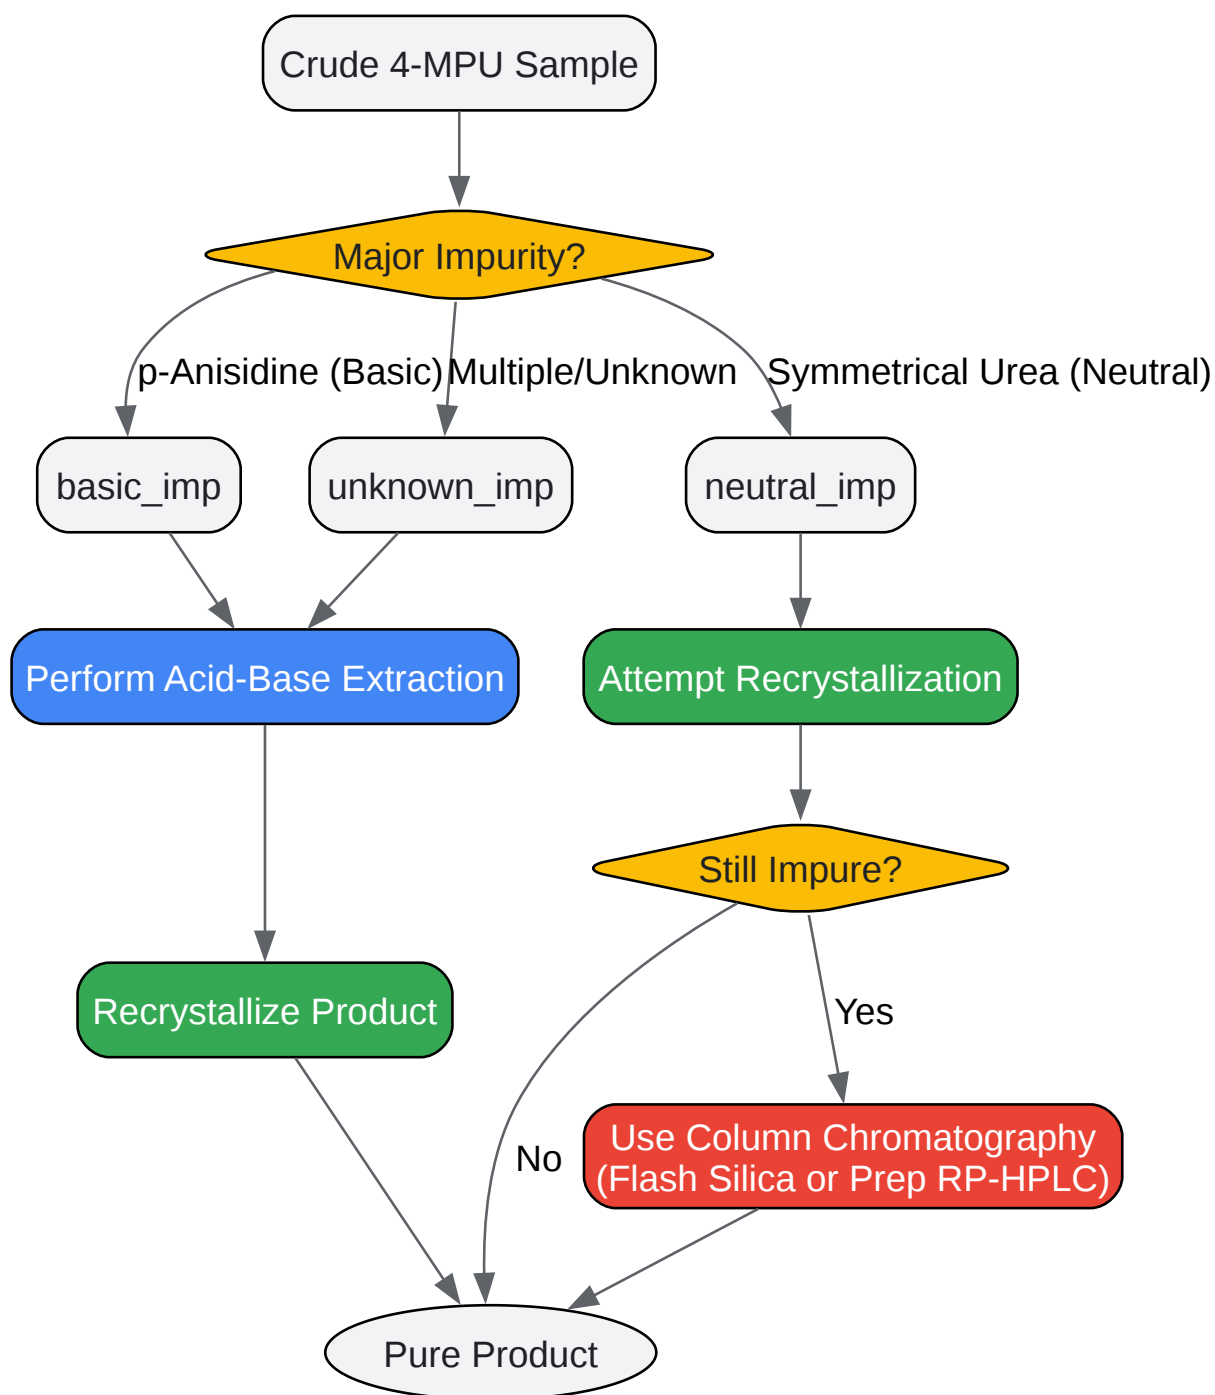 Crude 4-MPU Sample
Major Impurity?
p-Anisidine (Basic)
Multiple/Unknown
Symmetrical Urea (Neutral)
basic_imp
unknown_imp
neutral_imp
Perform Acid-Base Extraction
Attempt Recrystallization
Still Impure?
Recrystallize Product
Yes
No
Use Column Chromatography
(Flash Silica or Prep RP-HPLC)
Pure Product